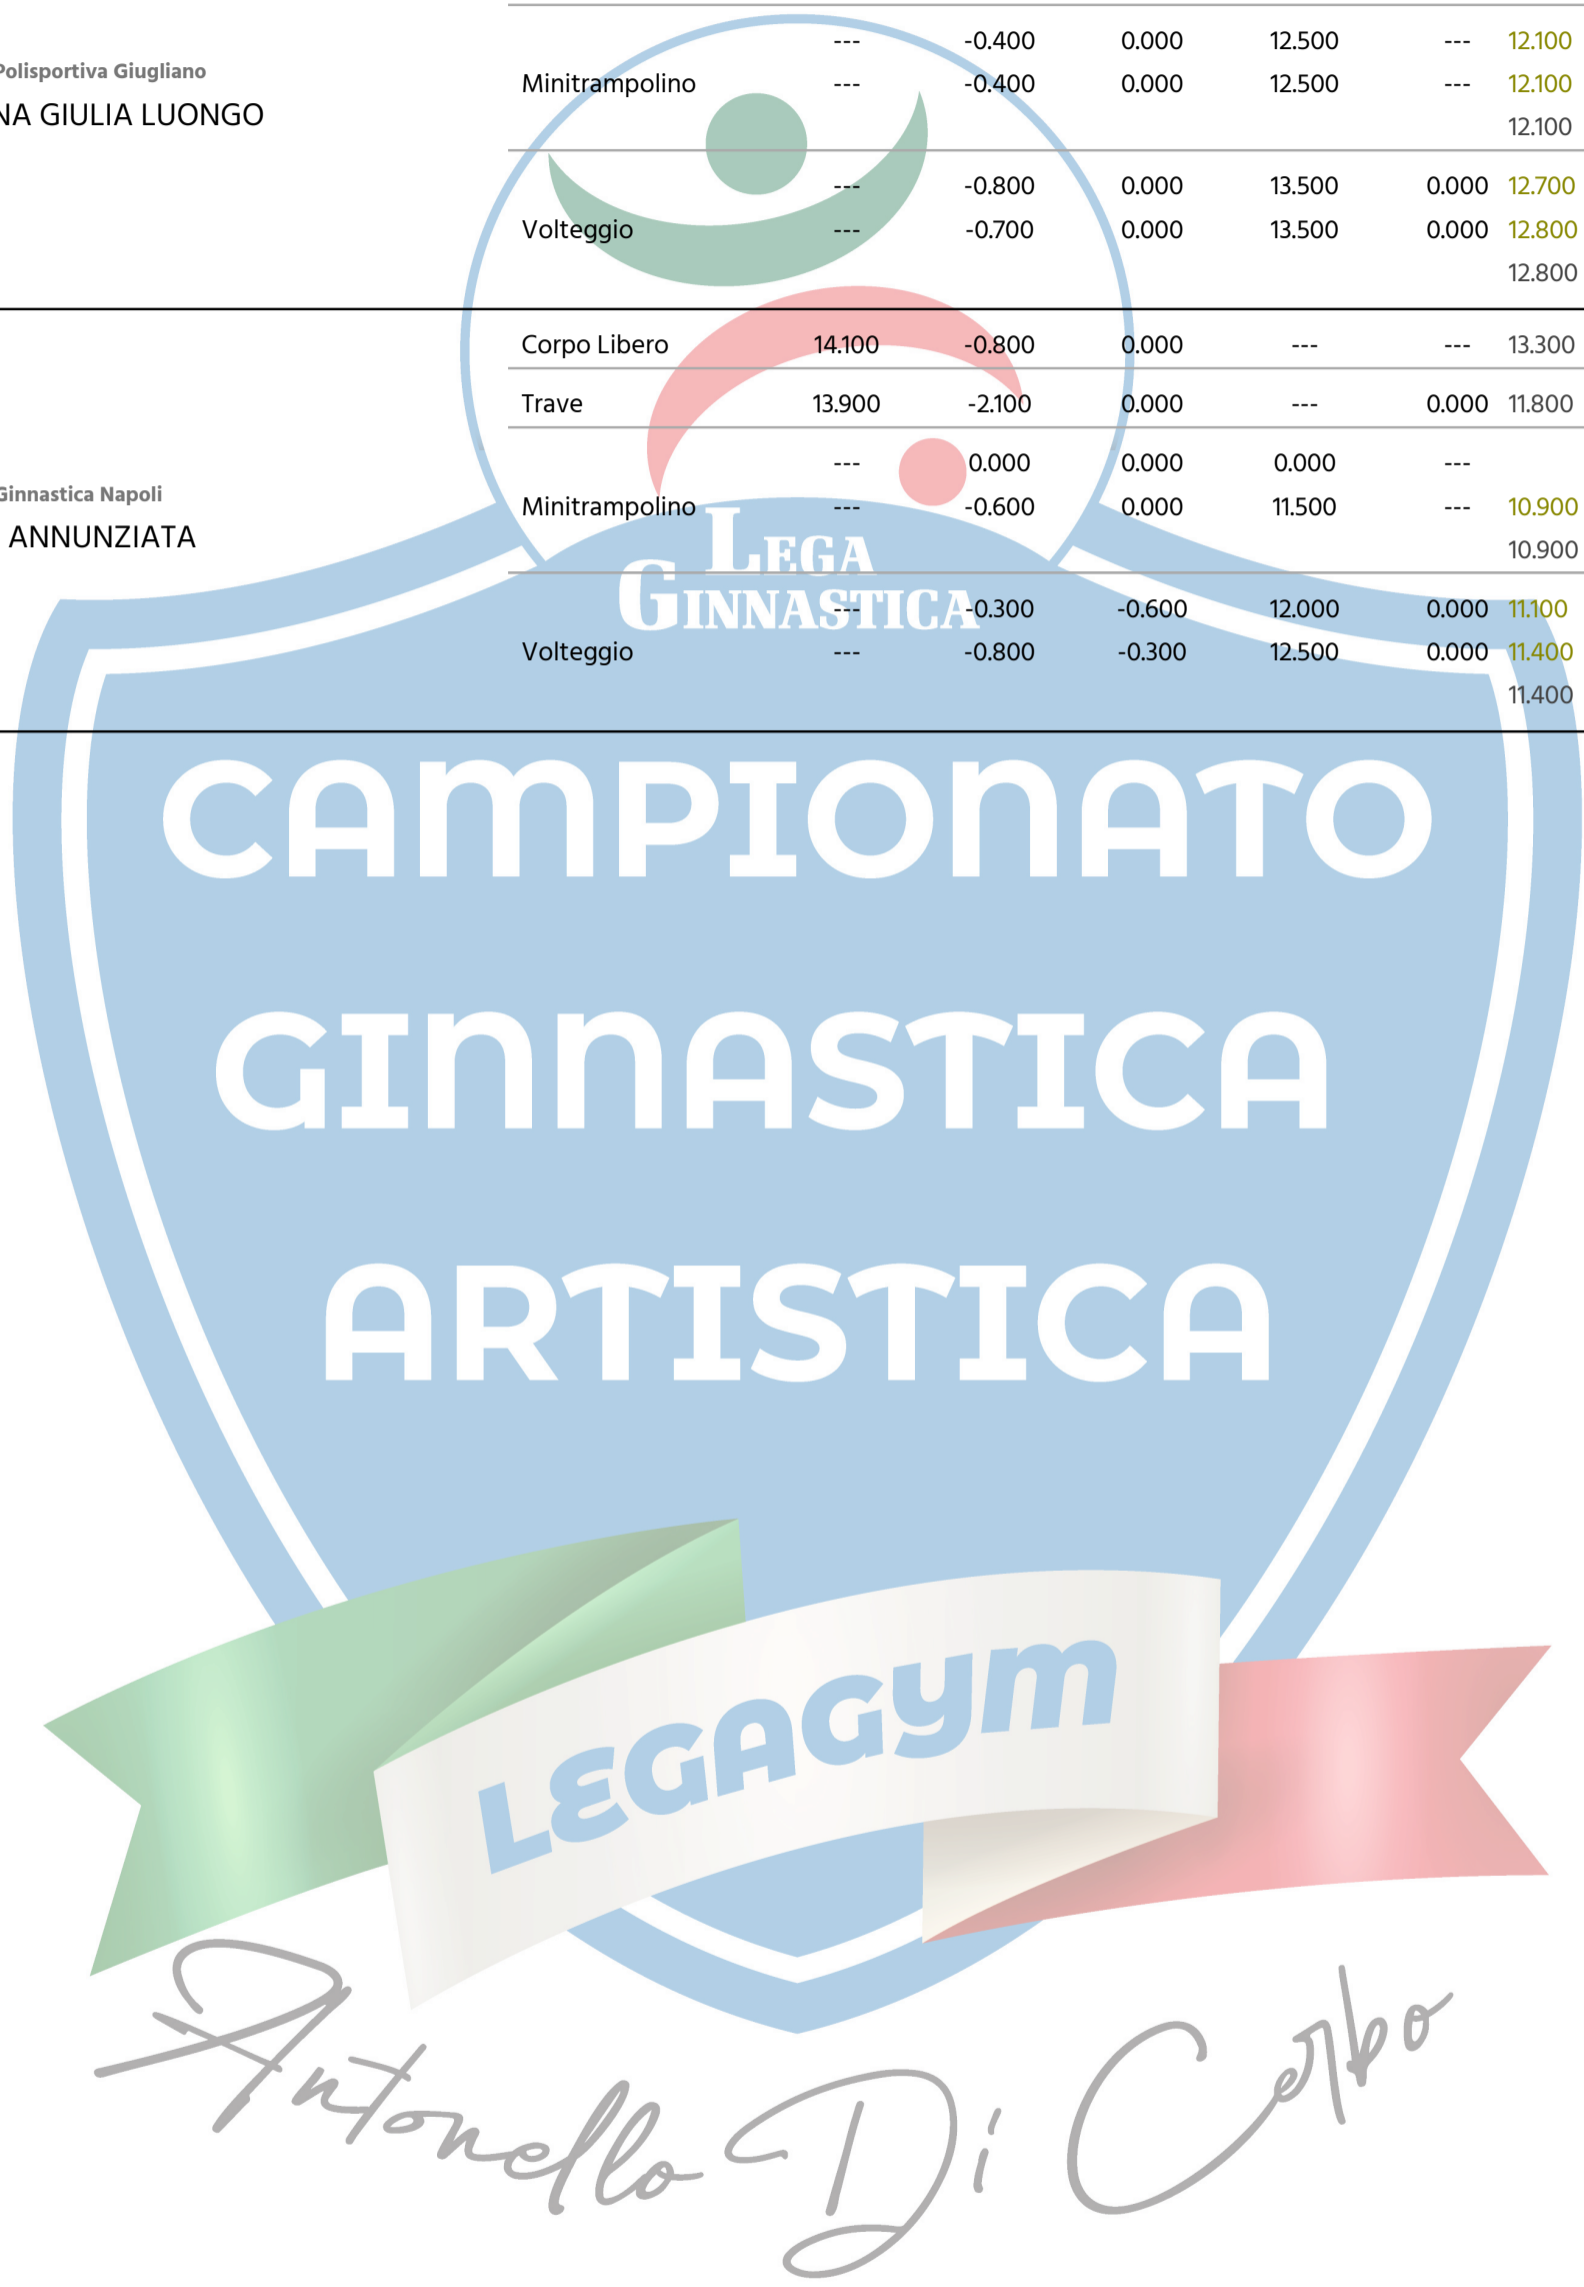 --- -0.400 0.000 12.500 --- 12.100
Polisportiva Giugliano
Minitrampolino --- -0.400 0.000 12.500 --- 12.100
NA GIULIA LUONGO
12.100
--- -0.800 0.000 13.500 0.000 12.700
Volteggio --- -0.700 0.000 13.500 0.000 12.800
12.800
Corpo Libero 14.100 -0.800 0.000 --- --- 13.300
Trave 13.900 -2.100 0.000 --- 0.000 11.800
--- 0.000 0.000 0.000 ---
Ginnastica Napoli
Minitrampolino --- -0.600 0.000 11.500 --- 10.900
ANNUNZIATA
10.900
LEGA
GINNASTICA
--- -0.300 -0.600 12.000 0.000 11.100
Volteggio --- -0.800 -0.300 12.500 0.000 11.400
11.400
CAMPIONATO
GINNASTICA
ARTISTICA
LEGAGYM
Antonello Di Cerbo